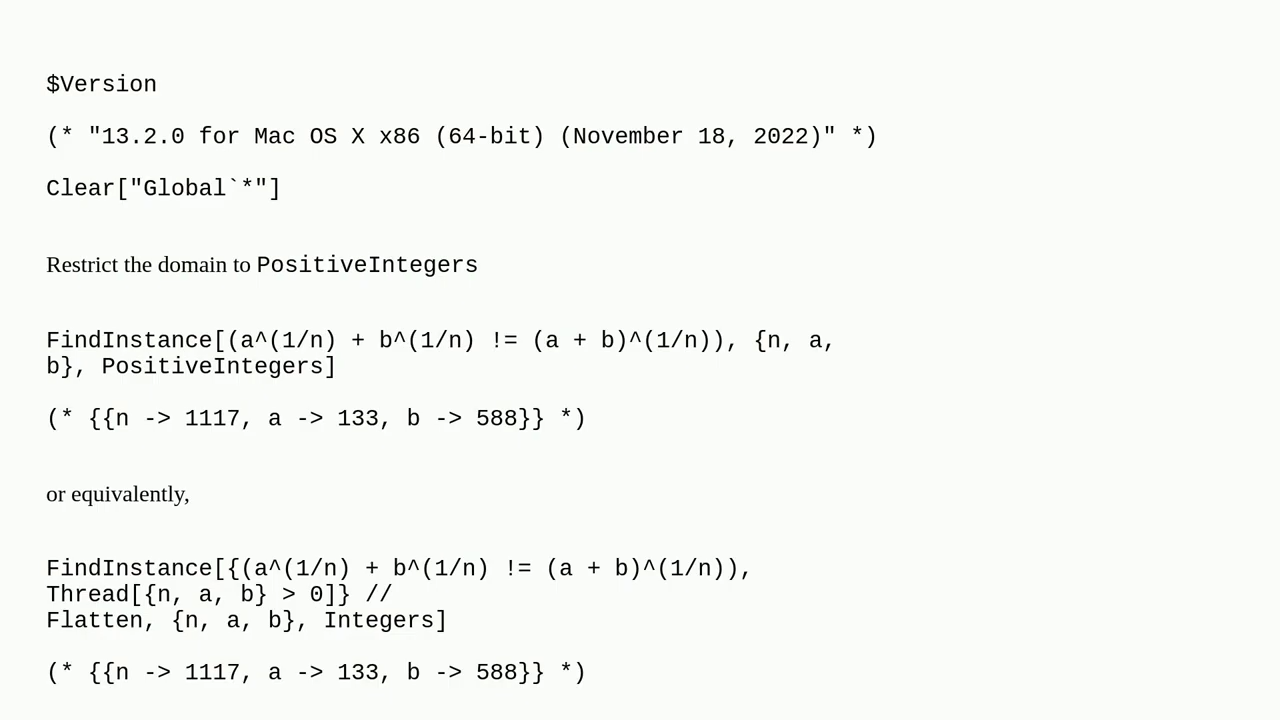 $Version
(* "13.2.0 for Mac OS X x86 (64-bit) (November 18, 2022)" *)
Clear["Global`*"]
Restrict the domain to PositiveIntegers
FindInstance[(a^(1/n) + b^(1/n) != (a + b)^(1/n)), {n, a,
b}, PositiveIntegers]
(* {{n -> 1117, a -> 133, b -> 588}} *)
or equivalently,
FindInstance[{(a^(1/n) + b^(1/n) != (a + b)^(1/n)),
Thread[{n, a, b} > 0]} //
Flatten, {n, a, b}, Integers]
(* {{n -> 1117, a -> 133, b -> 588}} *)